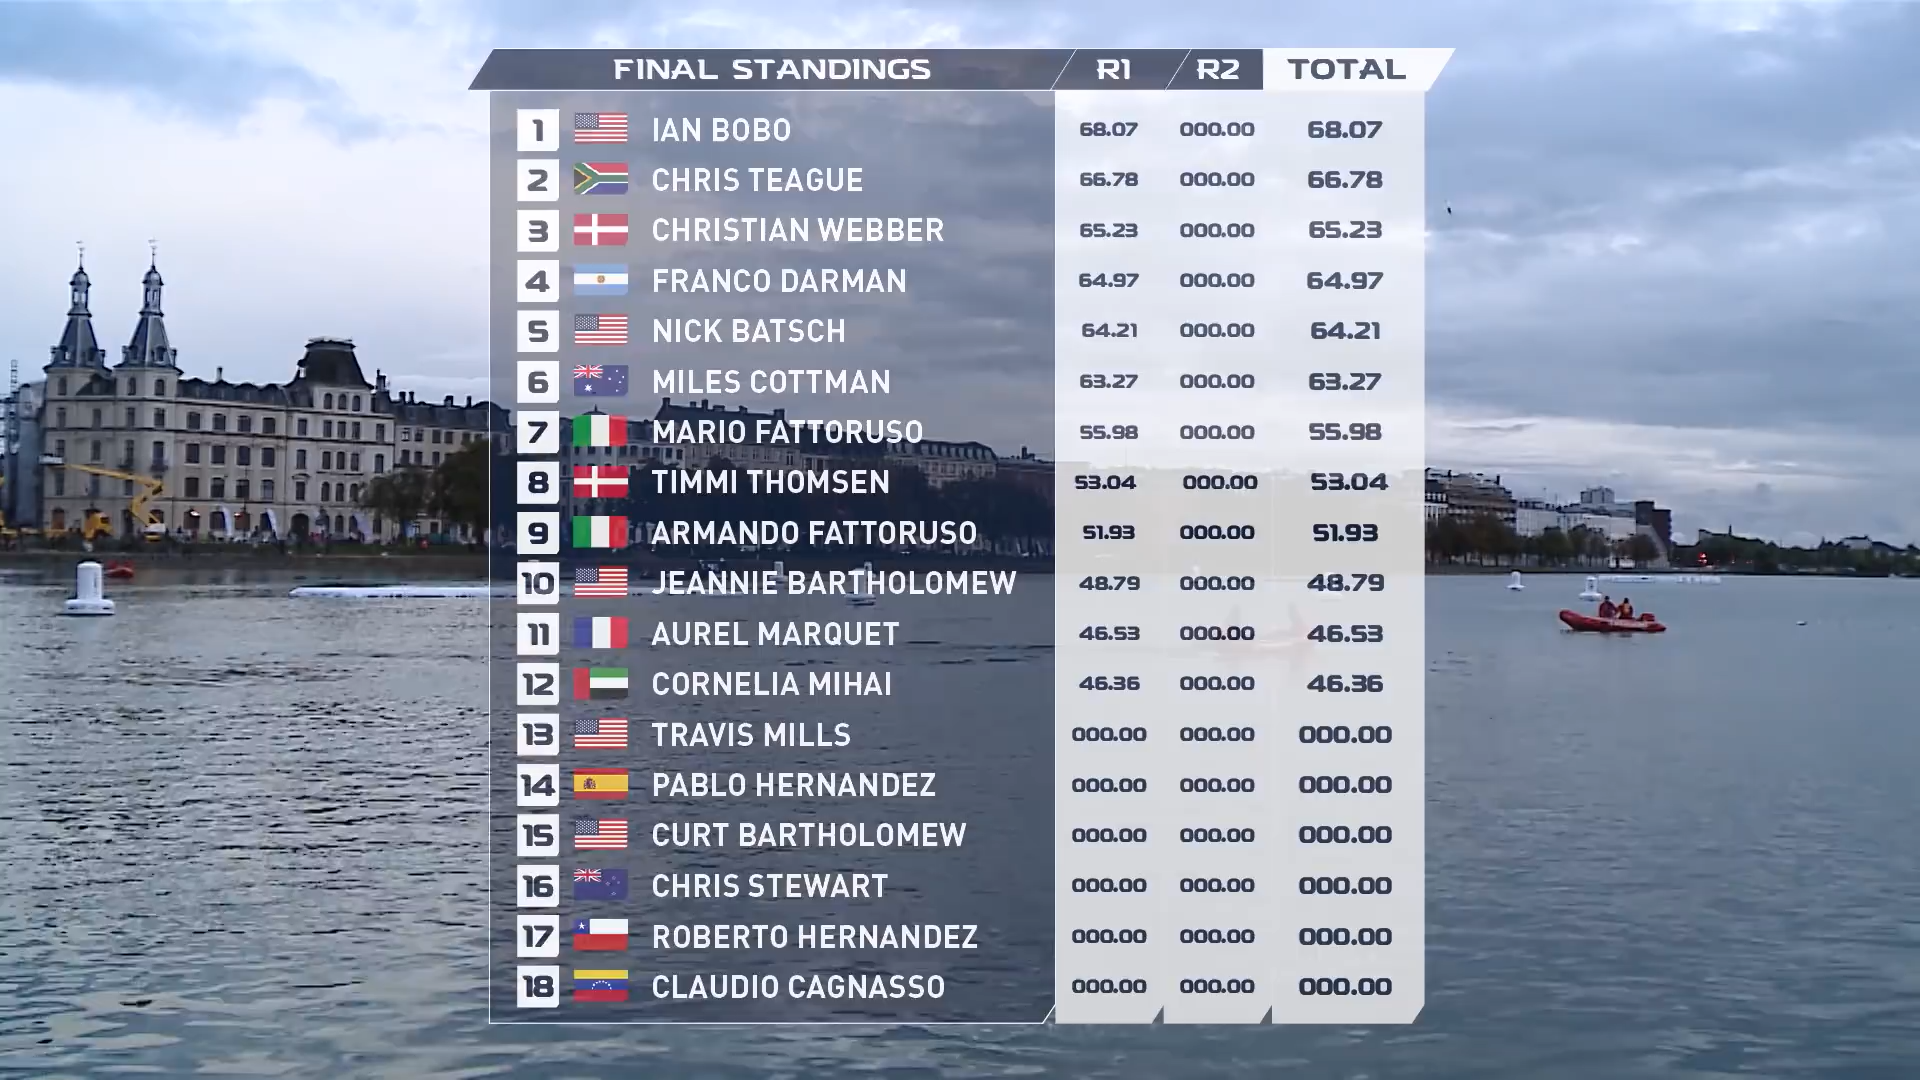 FINAL STANDINGS R1 R2 TOTAL
1 IAN BOBO 68.07 000.00 68.07
2 CHRIS TEAGUE 66.78 000.00 66.78
3 CHRISTIAN WEBBER 65.23 000.00 65.23
4 FRANCO DARMAN 64.97 000.00 64.97
5 NICK BATSCH 64.21 000.00 64.21
6 MILES COTTMAN 63.27 000.00 63.27
7 MARIO FATTORUSO 55.98 000.00 55.98
8 TIMMI THOMSEN 53.04 000.00 53.04
9 ARMANDO FATTORUSO 51.93 000.00 51.93
10 JEANNIE BARTHOLOMEW 48.79 000.00 48.79
11 AUREL MARQUET 46.53 000.00 46.53
12 CORNELIA MIHAI 46.36 000.00 46.36
13 TRAVIS MILLS 000.00 000.00 000.00
14 PABLO HERNANDEZ 000.00 000.00 000.00
15 CURT BARTHOLOMEW 000.00 000.00 000.00
16 CHRIS STEWART 000.00 000.00 000.00
17 ROBERTO HERNANDEZ 000.00 000.00 000.00
18 CLAUDIO CAGNASSO 000.00 000.00 000.00